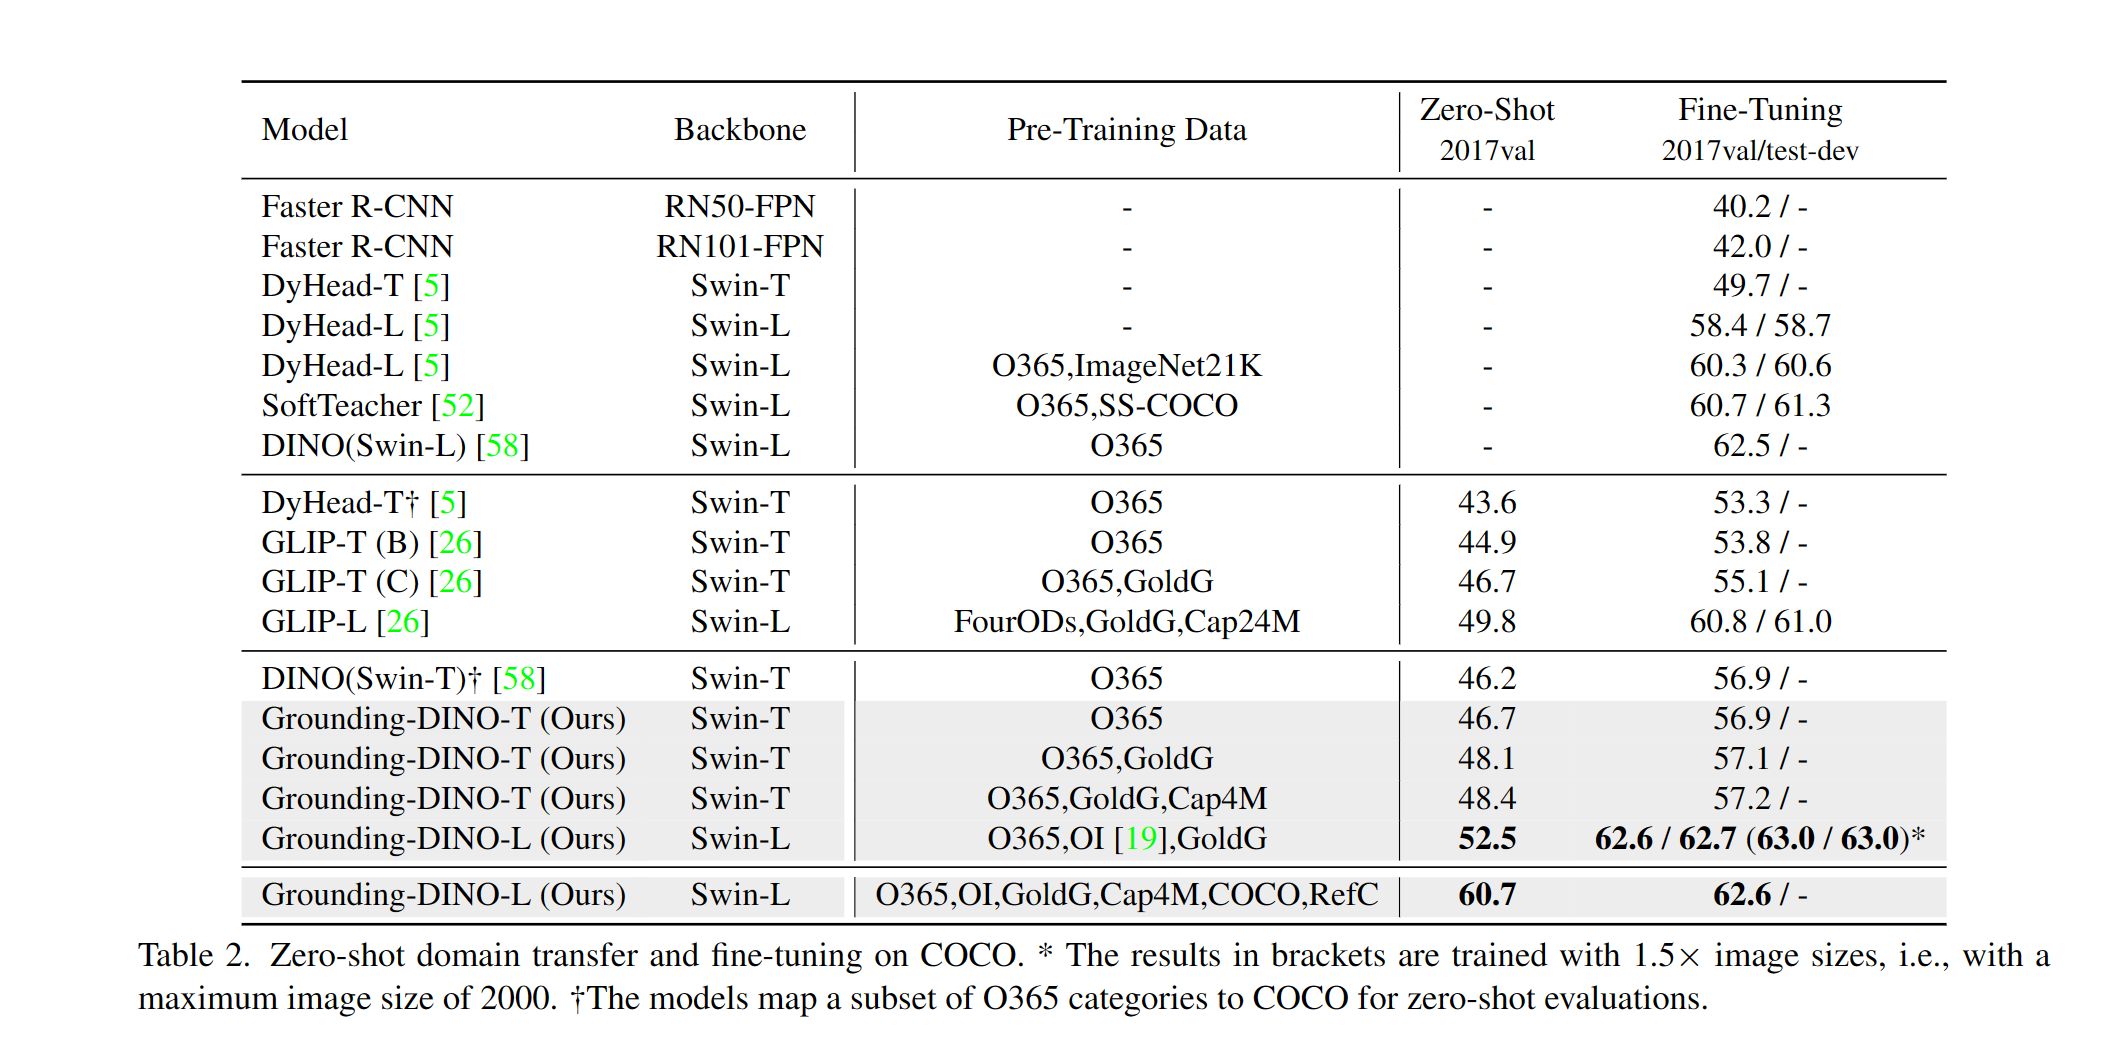 Model Backbone Pre-Training Data Zero-Shot Fine-Tuning
2017val 2017val/test-dev
Faster R-CNN RN50-FPN - - 40.2 / -
Faster R-CNN RN101-FPN - - 42.0 / -
DyHead-T [5] Swin-T - - 49.7 / -
DyHead-L [5] Swin-L - - 58.4 / 58.7
DyHead-L [5] Swin-L O365,ImageNet21K - 60.3 / 60.6
SoftTeacher [52] Swin-L O365,SS-COCO - 60.7 / 61.3
DINO(Swin-L) [58] Swin-L O365 - 62.5 / -
DyHead-T† [5] Swin-T O365 43.6 53.3 / -
GLIP-T (B) [26] Swin-T O365 44.9 53.8 / -
GLIP-T (C) [26] Swin-T O365,GoldG 46.7 55.1 / -
GLIP-L [26] Swin-L FourODs,GoldG,Cap24M 49.8 60.8 / 61.0
DINO(Swin-T)† [58] Swin-T O365 46.2 56.9 / -
Grounding-DINO-T (Ours) Swin-T O365 46.7 56.9 / -
Grounding-DINO-T (Ours) Swin-T O365,GoldG 48.1 57.1 / -
Grounding-DINO-T (Ours) Swin-T O365,GoldG,Cap4M 48.4 57.2 / -
Grounding-DINO-L (Ours) Swin-L O365,OI [19],GoldG 52.5 62.6 / 62.7 (63.0 / 63.0)*
Grounding-DINO-L (Ours) Swin-L O365,OI,GoldG,Cap4M,COCO,RefC 60.7 62.6 / -
Table 2. Zero-shot domain transfer and fine-tuning on COCO. * The results in brackets are trained with 1.5× image sizes, i.e., with a
maximum image size of 2000. †The models map a subset of O365 categories to COCO for zero-shot evaluations.